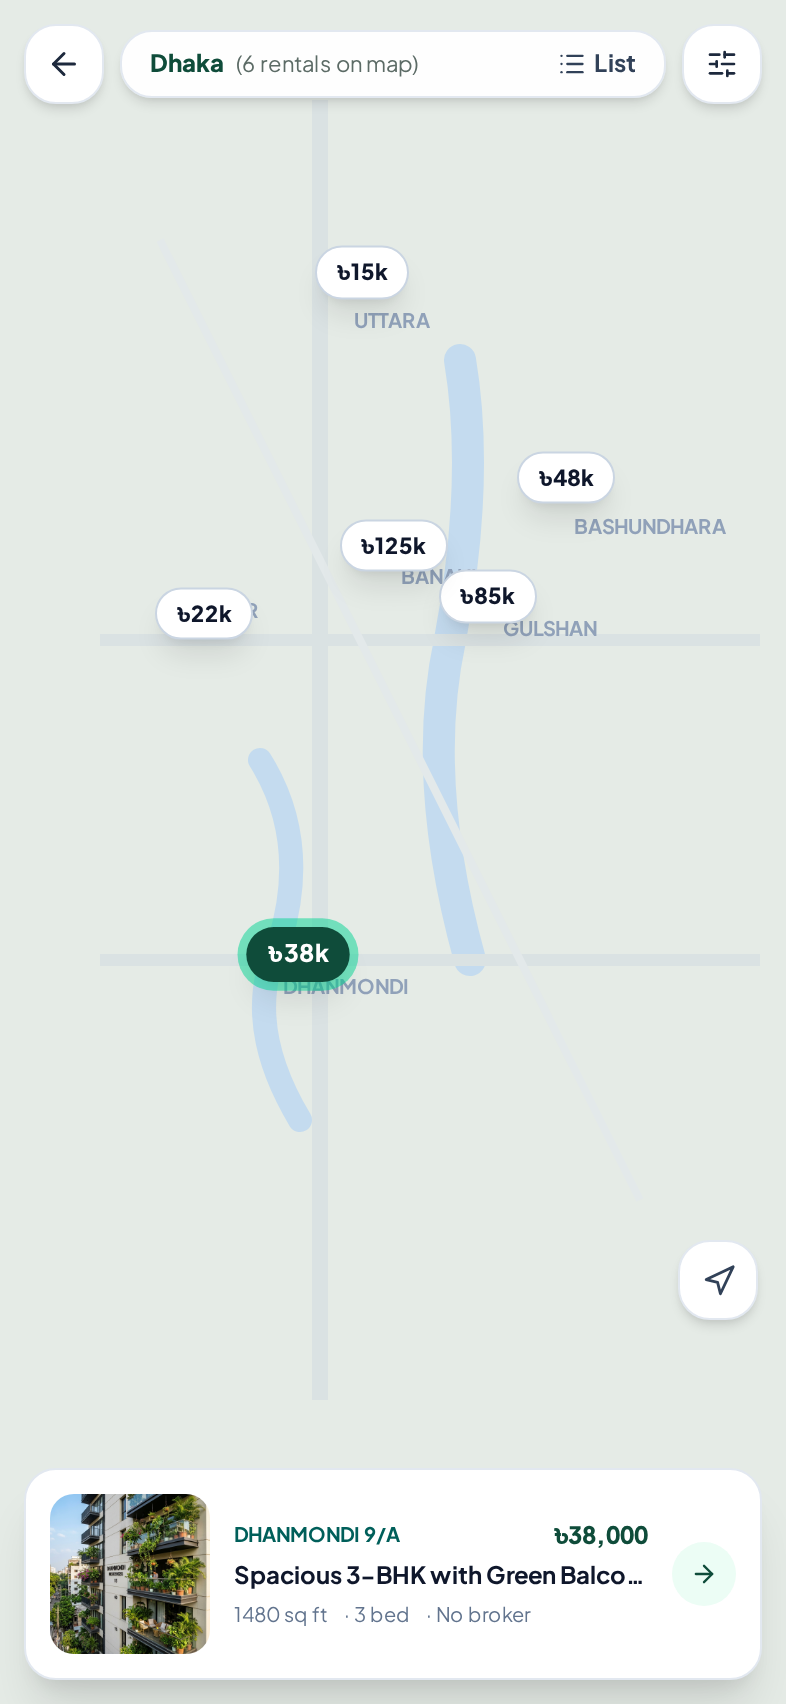 Dhaka (6 rentals on map) List
৳15k
UTTARA
৳48k
BASHUNDHARA
৳125k
৳85k
৳22k
GULSHAN
৳38k
DHANMONDI
DHANMONDI 9/A ৳38,000
Spacious 3-BHK with Green Balco...
1480 sq ft · 3 bed · No broker